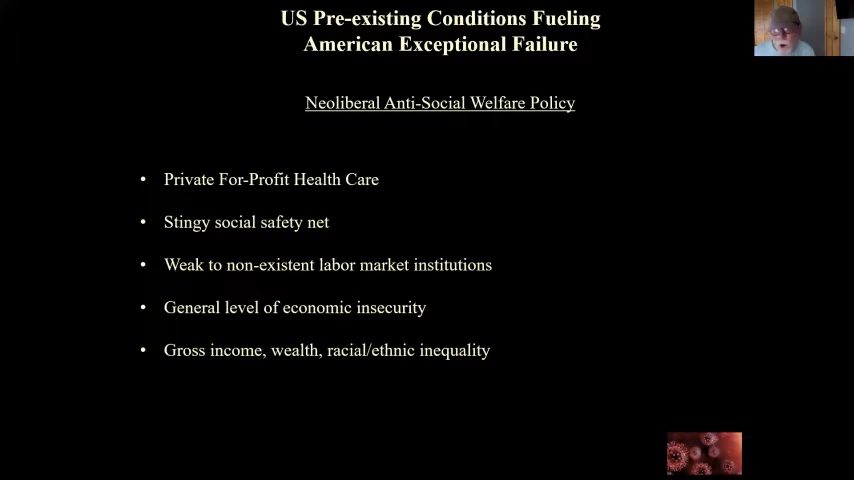 US Pre-existing Conditions Fueling
American Exceptional Failure
Neoliberal Anti-Social Welfare Policy
• Private For-Profit Health Care
• Stingy social safety net
• Weak to non-existent labor market institutions
• General level of economic insecurity
• Gross income, wealth, racial/ethnic inequality